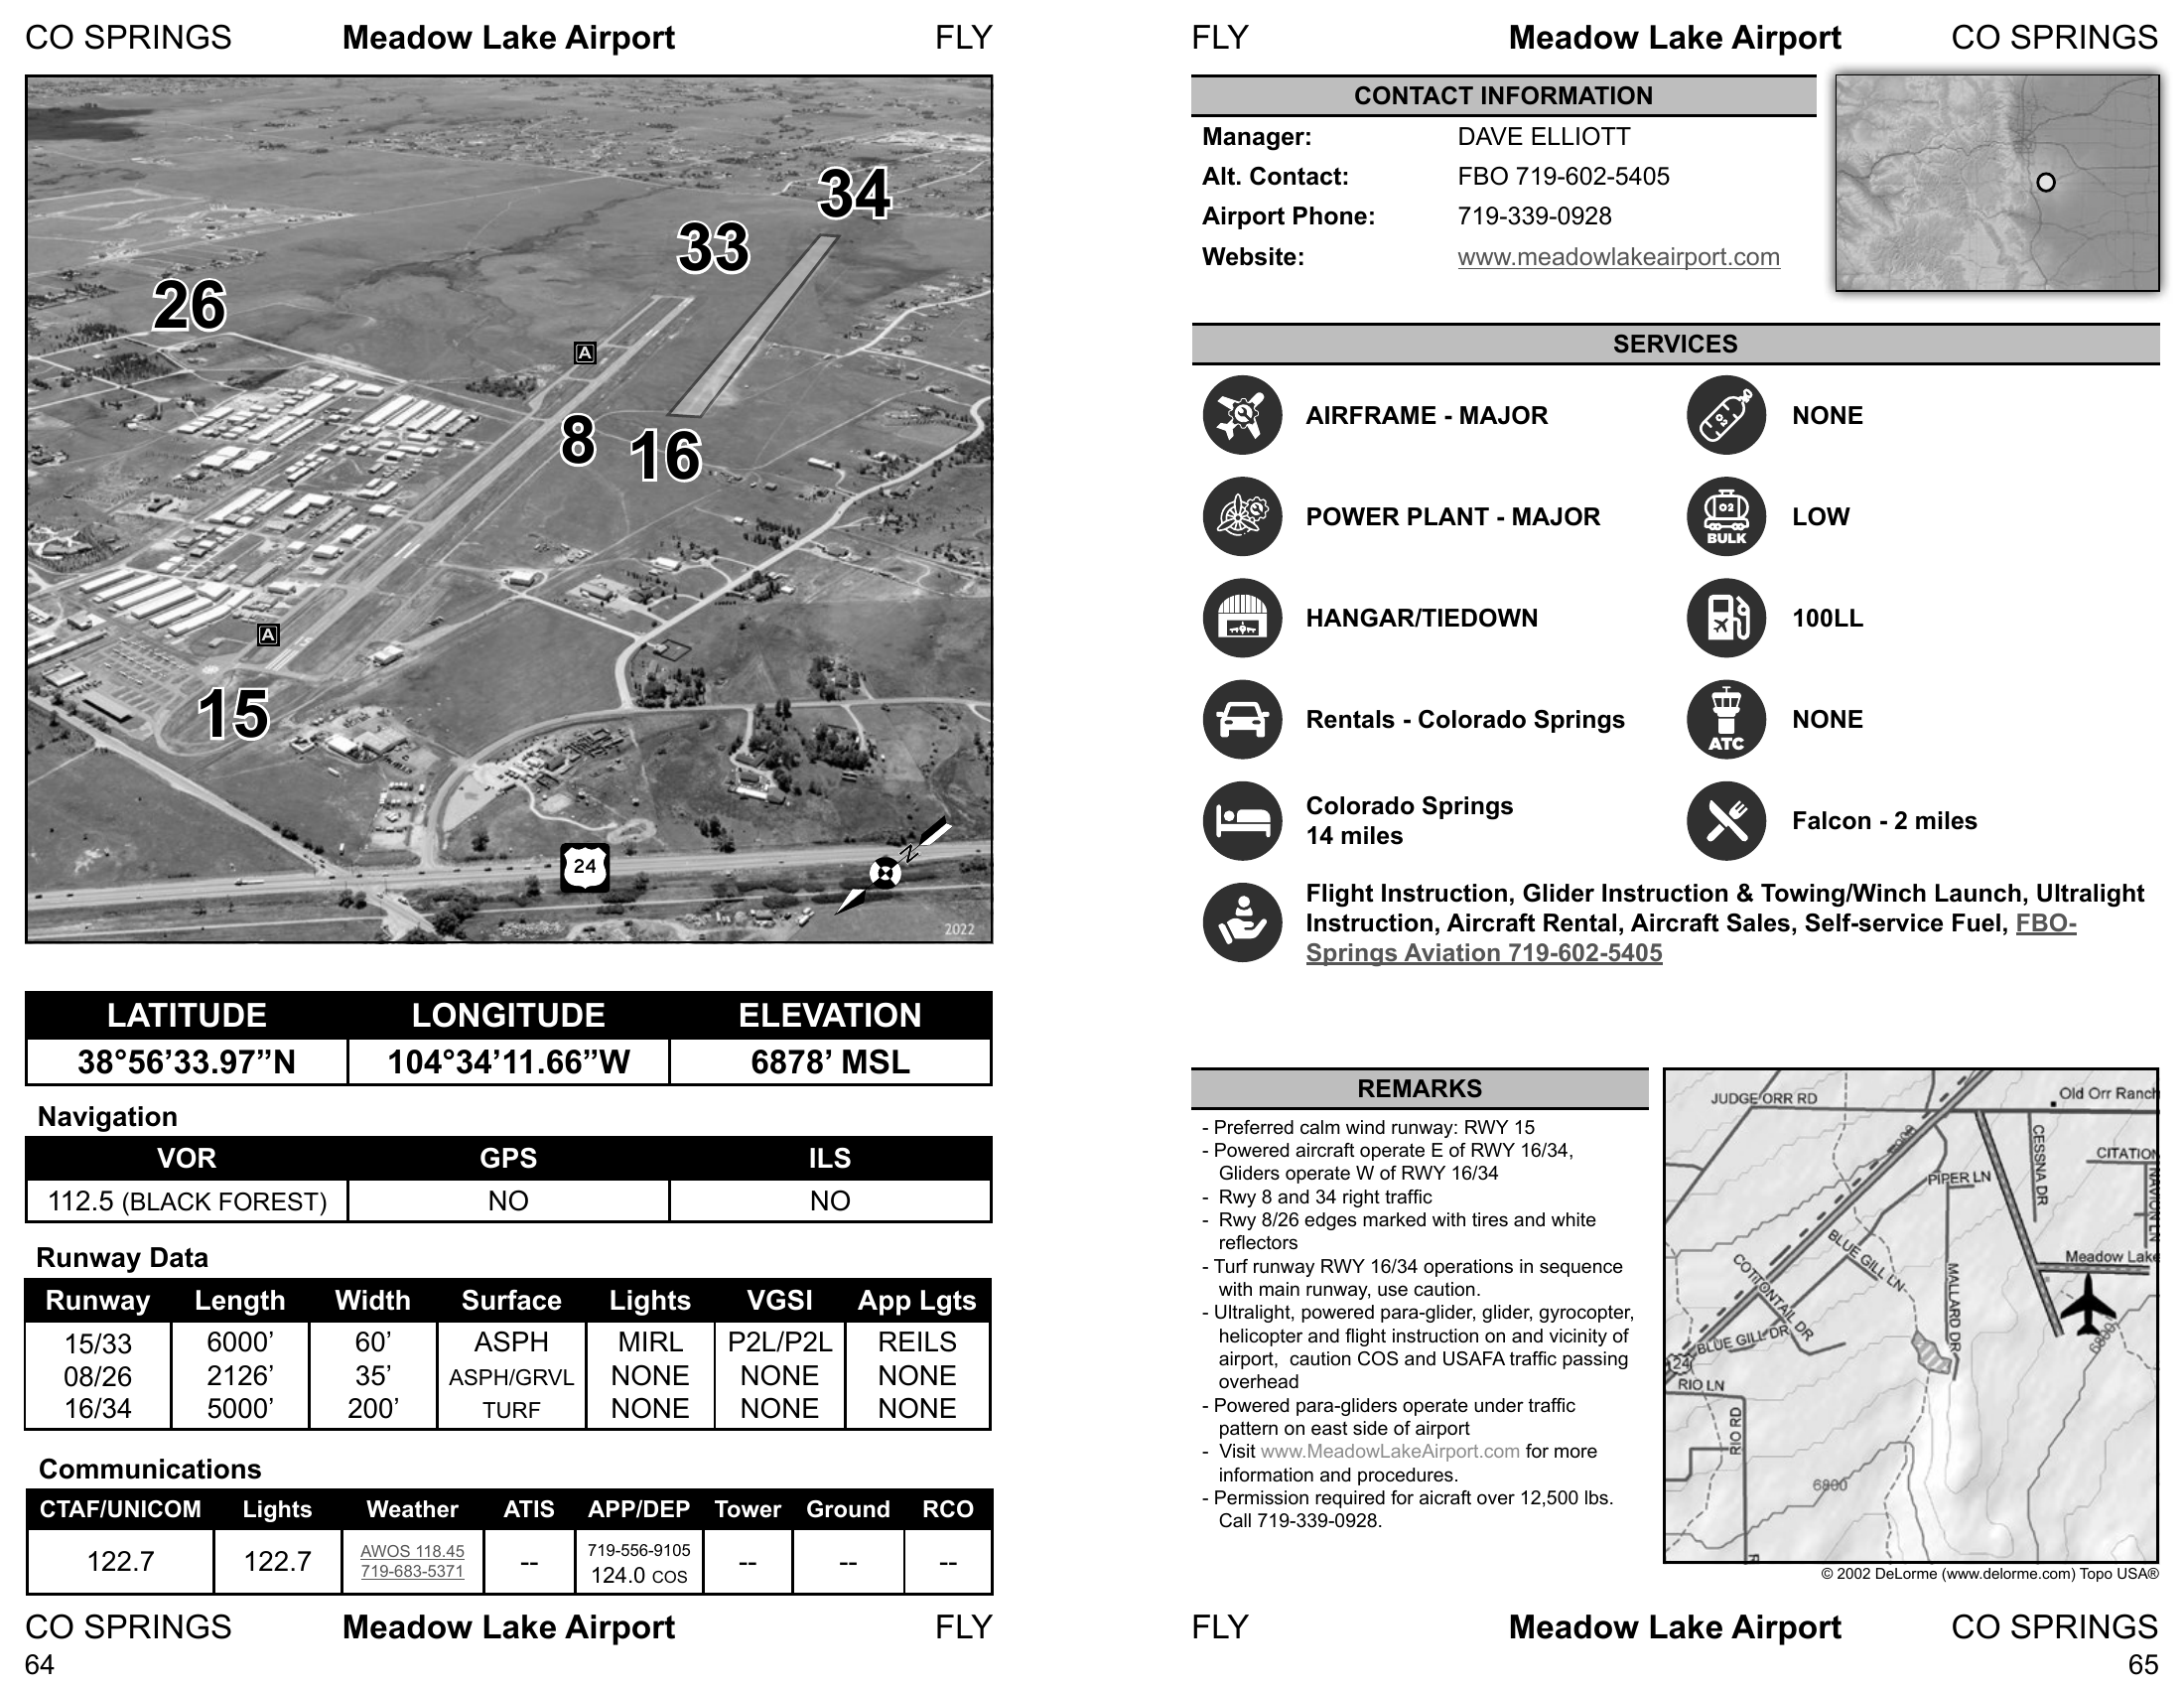 CO SPRINGS Meadow Lake Airport FLY
34
33
26
A
8
16
A
15
24
N
2022
LATITUDE LONGITUDE ELEVATION
38°56’33.97”N 104°34’11.66”W 6878’ MSL
Navigation
VOR GPS ILS
112.5 (BLACK FOREST) NO NO
Runway Data
Runway Length Width Surface Lights VGSI App Lgts
15/33 6000’ 60’ ASPH MIRL P2L/P2L REILS
08/26 2126’ 35’ ASPH/GRVL NONE NONE NONE
16/34 5000’ 200’ TURF NONE NONE NONE
Communications
CTAF/UNICOM Lights Weather ATIS APP/DEP Tower Ground RCO
122.7 122.7 AWOS 118.45 -- 719-556-9105 -- -- --
719-683-5371 124.0 COS
CO SPRINGS Meadow Lake Airport FLY
64
FLY Meadow Lake Airport CO SPRINGS
CONTACT INFORMATION
Manager: DAVE ELLIOTT
Alt. Contact: FBO 719-602-5405
Airport Phone: 719-339-0928
Website: www.meadowlakeairport.com
SERVICES
AIRFRAME - MAJOR O2 NONE
POWER PLANT - MAJOR O2 BULK LOW
HANGAR/TIEDOWN 100LL
Rentals - Colorado Springs ATC NONE
Colorado Springs
14 miles
Falcon - 2 miles
Flight Instruction, Glider Instruction & Towing/Winch Launch, Ultralight
Instruction, Aircraft Rental, Aircraft Sales, Self-service Fuel, FBO-
Springs Aviation 719-602-5405
REMARKS
- Preferred calm wind runway: RWY 15
- Powered aircraft operate E of RWY 16/34,
Gliders operate W of RWY 16/34
- Rwy 8 and 34 right traffic
- Rwy 8/26 edges marked with tires and white
reflectors
- Turf runway RWY 16/34 operations in sequence
with main runway, use caution.
- Ultralight, powered para-glider, glider, gyrocopter,
helicopter and flight instruction on and vicinity of
airport, caution COS and USAFA traffic passing
overhead
- Powered para-gliders operate under traffic
pattern on east side of airport
- Visit www.MeadowLakeAirport.com for more
information and procedures.
- Permission required for aicraft over 12,500 lbs.
Call 719-339-0928.
JUDGE ORR RD
Old Orr Ranch
CESSNA DR
CITATION
NAVION LN
PIPER LN
BLUE GILL LN
Meadow Lake
COTTONTAIL DR
MALLARD DR
BLUE GILL DR
24
6800
RIO LN
RIO RD
6800
© 2002 DeLorme (www.delorme.com) Topo USA®
FLY Meadow Lake Airport CO SPRINGS
65